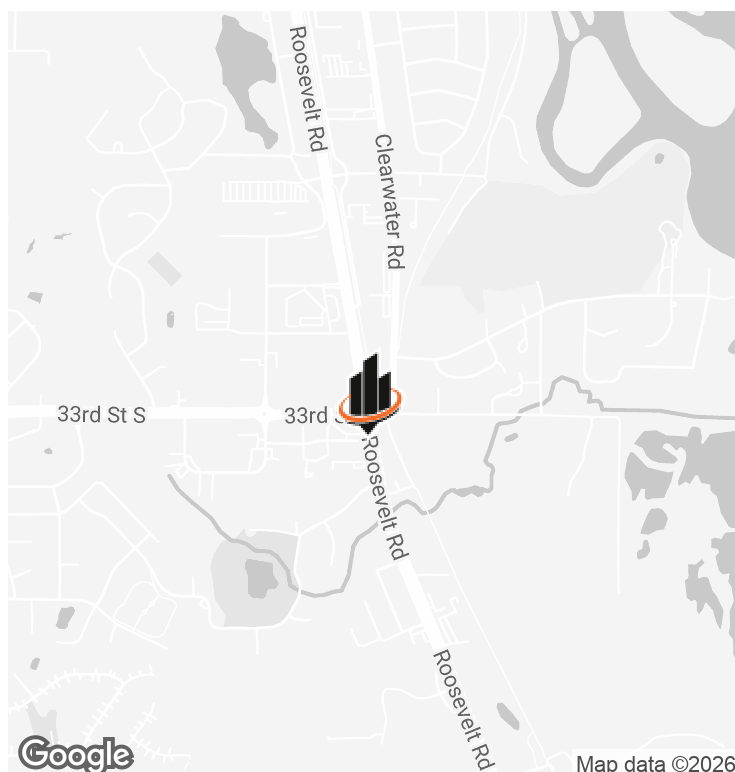 Roosevelt Rd
Clearwater Rd
33rd St S
33rd S
Roosevelt Rd
Roosevelt Rd
Google
Map data ©2026